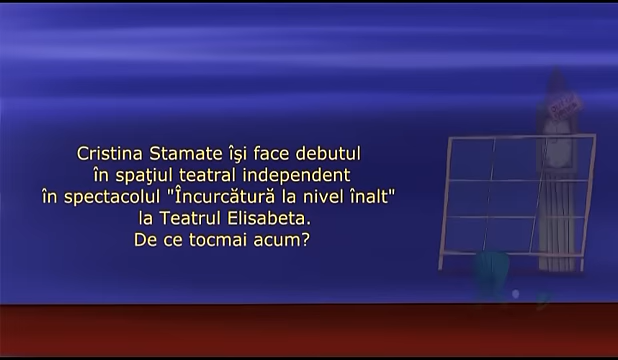 Cristina Stamate îşi face debutul
în spaţiul teatral independent
în spectacolul "Încurcătură la nivel înalt"
la Teatrul Elisabeta.
De ce tocmai acum?